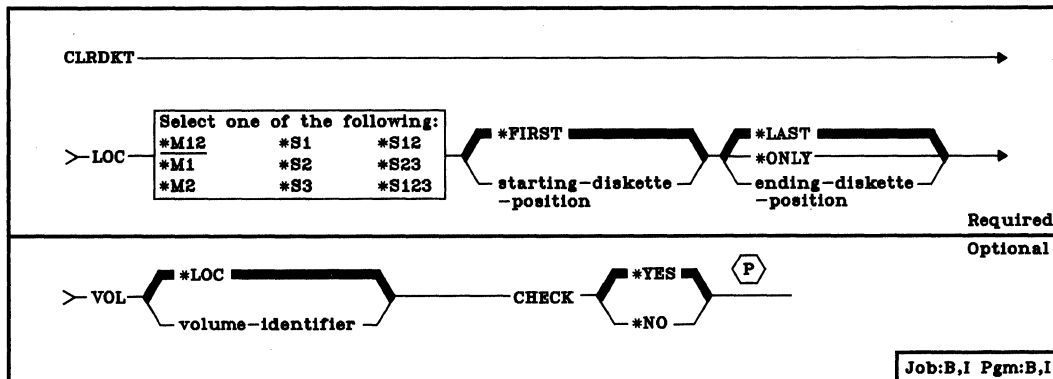 CLRDKT
Select one of the following:
*M12 *S1 *S12
LOC *M1 *S2 *S23
*M2 *S3 *S123
*FIRST
starting-diskette
-position
*LAST
*ONLY
ending-diskette
-position
Required
Optional
VOL
*LOC
volume-identifier
CHECK
*YES
*NO
P
Job:B,I Pgm:B,I